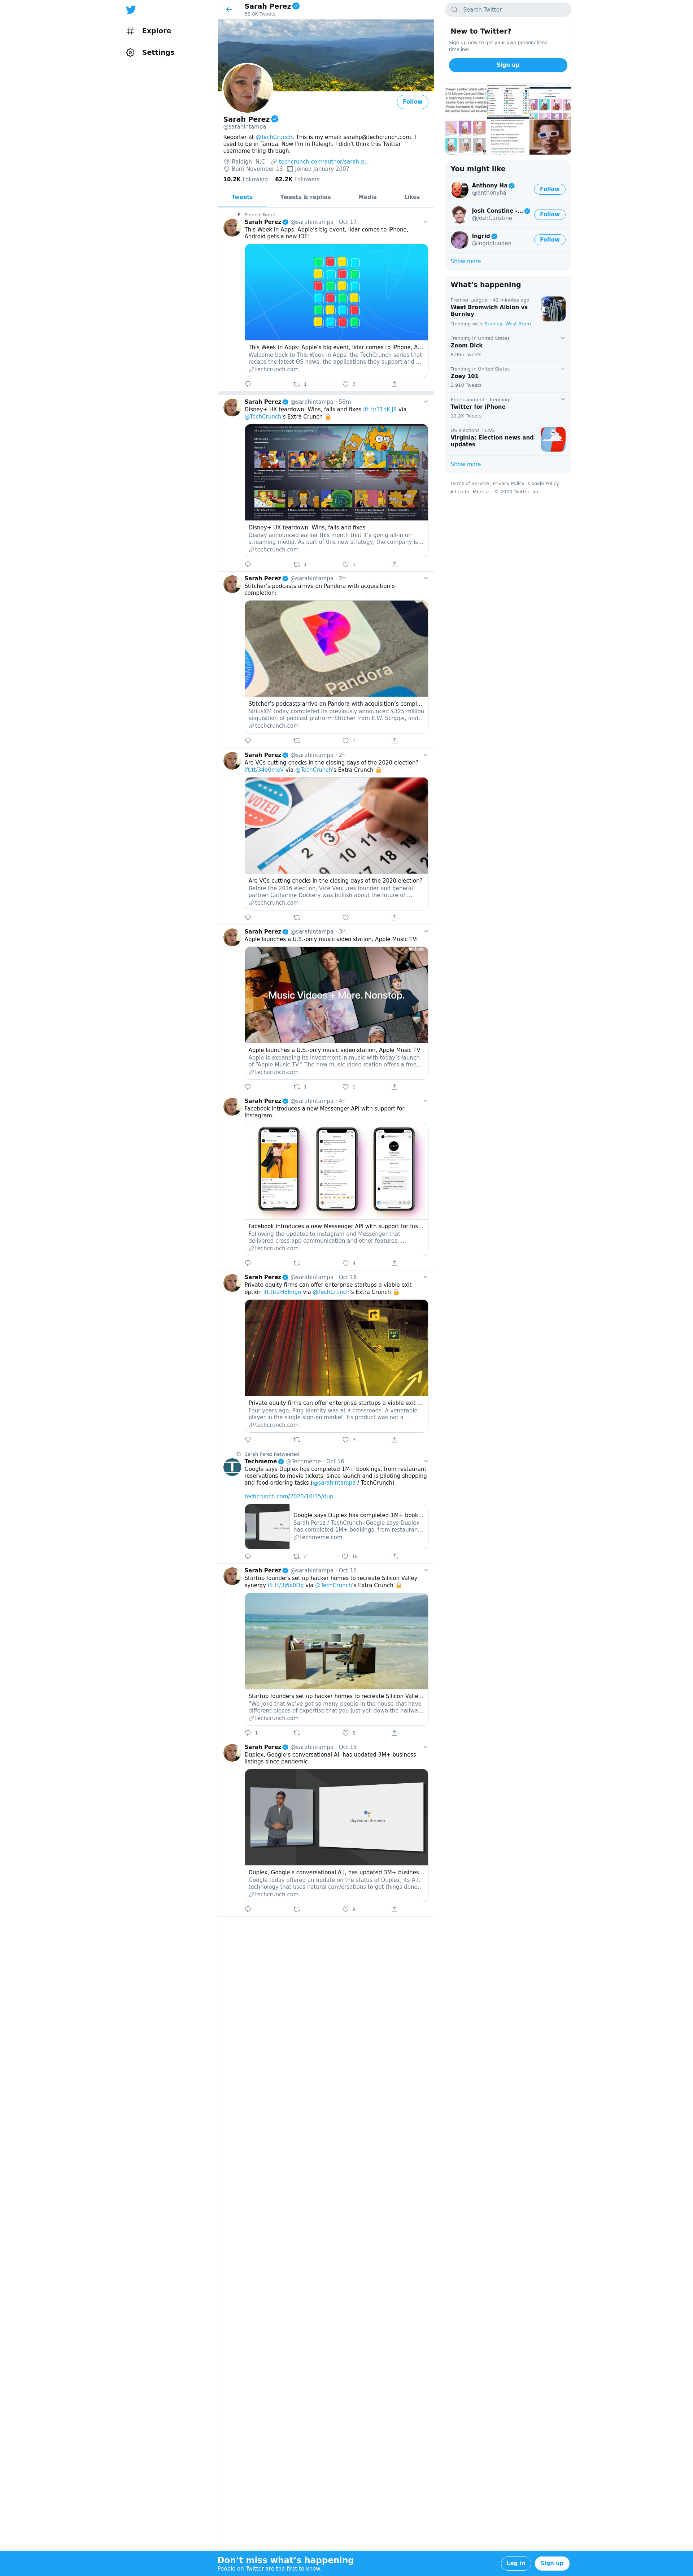 Explore
Settings
Sarah Perez
32.8K Tweets
Follow
Sarah Perez
@sarahintampa
Reporter at @TechCrunch. This is my email: sarahp@techcrunch.com. I
used to be in Tampa. Now I'm in Raleigh. I didn't think this Twitter
username thing through.
Raleigh, N.C. techcrunch.com/author/sarah-p…
Born November 13 Joined January 2007
10.2K Following 62.2K Followers
Tweets Tweets & replies Media Likes
Pinned Tweet
Sarah Perez @sarahintampa · Oct 17
This Week in Apps: Apple's big event, lidar comes to iPhone,
Android gets a new IDE:
This Week in Apps: Apple's big event, lidar comes to iPhone, A…
Welcome back to This Week in Apps, the TechCrunch series that
recaps the latest OS news, the applications they support and …
techcrunch.com
1 3
Sarah Perez @sarahintampa · 58m
Disney+ UX teardown: Wins, fails and fixes ift.tt/31pKjJ8 via
@TechCrunch's Extra Crunch 🔒
Disney+ UX teardown: Wins, fails and fixes
Disney announced earlier this month that it's going all-in on
streaming media. As part of this new strategy, the company is…
techcrunch.com
1 3
Sarah Perez @sarahintampa · 2h
Stitcher's podcasts arrive on Pandora with acquisition's
completion:
Pandora
Stitcher's podcasts arrive on Pandora with acquisition's compl…
SiriusXM today completed its previously announced $325 million
acquisition of podcast platform Stitcher from E.W. Scripps, and…
techcrunch.com
5
Sarah Perez @sarahintampa · 2h
Are VCs cutting checks in the closing days of the 2020 election?
ift.tt/34e0meV via @TechCrunch's Extra Crunch 🔒
VOTED
Are VCs cutting checks in the closing days of the 2020 election?
Before the 2016 election, Vice Ventures founder and general
partner Catharine Dockery was bullish about the future of …
techcrunch.com
Sarah Perez @sarahintampa · 3h
Apple launches a U.S.-only music video station, Apple Music TV:
Music Videos + More. Nonstop.
Apple launches a U.S.-only music video station, Apple Music TV
Apple is expanding its investment in music with today's launch
of "Apple Music TV." The new music video station offers a free,…
techcrunch.com
1 1
Sarah Perez @sarahintampa · 4h
Facebook introduces a new Messenger API with support for
Instagram:
Facebook introduces a new Messenger API with support for Ins…
Following the updates to Instagram and Messenger that
delivered cross-app communication and other features, …
techcrunch.com
4
Sarah Perez @sarahintampa · Oct 16
Private equity firms can offer enterprise startups a viable exit
option via @TechCrunch's Extra Crunch 🔒
Private equity firms can offer enterprise startups a viable exit …
Four years ago, Ping Identity was at a crossroads. A venerable
player in the single sign-on market, its product was not a …
techcrunch.com
3
Sarah Perez Retweeted
Techmeme @Techmeme · Oct 16
Google says Duplex has completed 1M+ bookings, from restaurant
reservations to movie tickets, since launch and is piloting shopping
and food ordering tasks (@sarahintampa / TechCrunch)
techcrunch.com/2020/10/15/dup…
Google says Duplex has completed 1M+ book…
Sarah Perez / TechCrunch: Google says Duplex
has completed 1M+ bookings, from restauran…
techmeme.com
7 18
Sarah Perez @sarahintampa · Oct 16
Startup founders set up hacker homes to recreate Silicon Valley
synergy ift.tt/3j6x0Dg via @TechCrunch's Extra Crunch 🔒
Startup founders set up hacker homes to recreate Silicon Valle…
"We joke that we've got so many people in the house that have
different pieces of expertise that you just yell down the hallwa…
techcrunch.com
1 8
Sarah Perez @sarahintampa · Oct 15
Duplex, Google's conversational AI, has updated 3M+ business
listings since pandemic:
Duplex on the web
Duplex, Google's conversational A.I, has updated 3M+ busines…
Google today offered an update on the status of Duplex, its A.I.
technology that uses natural conversations to get things done…
techcrunch.com
8
Search Twitter
New to Twitter?
Sign up now to get your own personalized
timeline!
Sign up
You might like
Anthony Ha
@anthonyha
Follow
Josh Constine -…
@JoshConstine
Follow
Ingrid
@ingridlunden
Follow
Show more
What's happening
Premier League · 41 minutes ago
West Bromwich Albion vs
Burnley
Trending with Burnley, West Brom
Trending in United States
Zoom Dick
8,965 Tweets
Trending in United States
Zoey 101
2,910 Tweets
Entertainment · Trending
Twitter for iPhone
12.2K Tweets
US elections · LIVE
Virginia: Election news and
updates
Show more
Terms of Service Privacy Policy Cookie Policy
Ads info More © 2020 Twitter, Inc.
Don't miss what's happening
People on Twitter are the first to know.
Log in Sign up